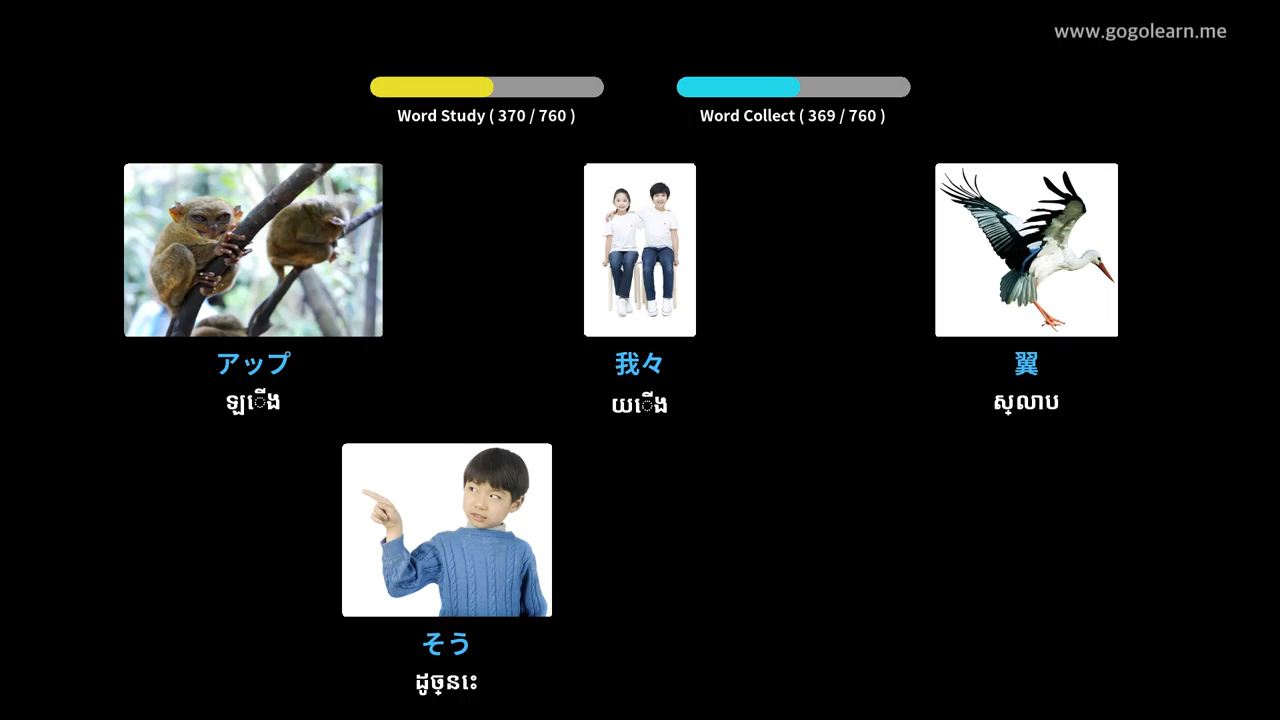 www.gogolearn.me
Word Study ( 370 / 760 )
Word Collect ( 369 / 760 )
アップ
ឡើង
我々
យើង
翼
ស្លាប
そう
ដូច្នេះ